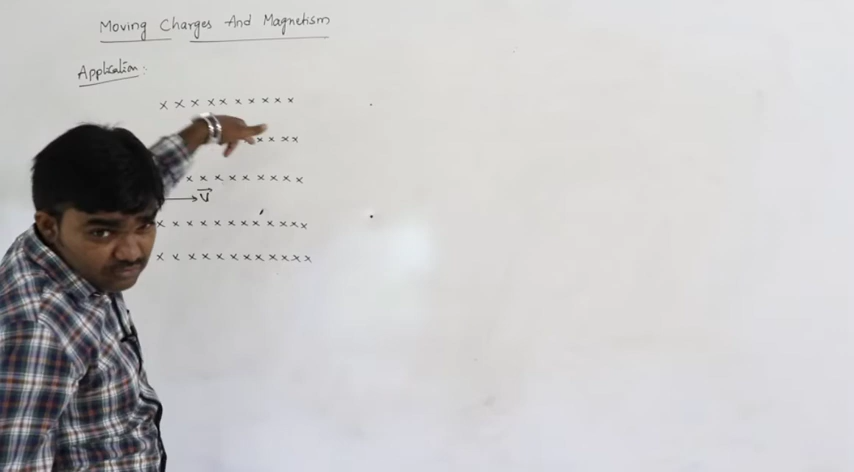 Moving Charges And Magnetism
Application:
x x x x x x x x x x
x x x x
x x x x x x x x x
V
x x x x x x x x x x x x
x x x x x x x x x x x x